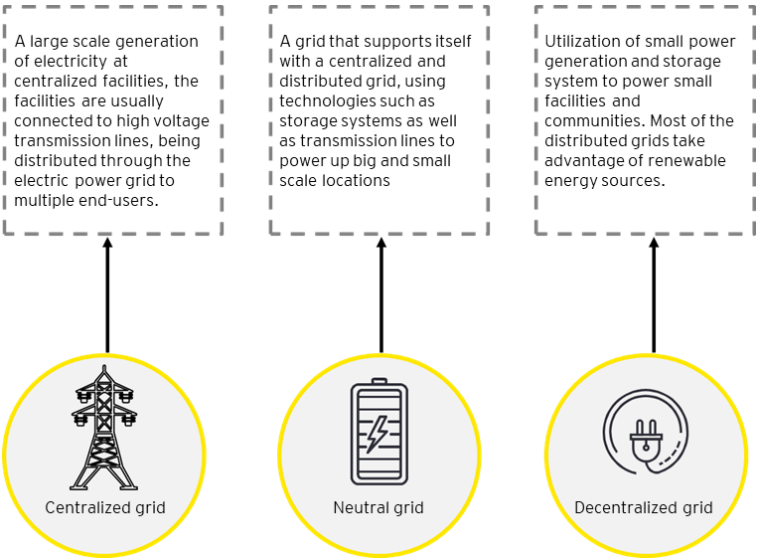 A large scale generation
of electricity at
centralized facilities, the
facilities are usually
connected to high voltage
transmission lines, being
distributed through the
electric power grid to
multiple end-users.
A grid that supports itself
with a centralized and
distributed grid, using
technologies such as
storage systems as well
as transmission lines to
power up big and small
scale locations
Utilization of small power
generation and storage
system to power small
facilities and
communities. Most of the
distributed grids take
advantage of renewable
energy sources.
Centralized grid
Neutral grid
Decentralized grid